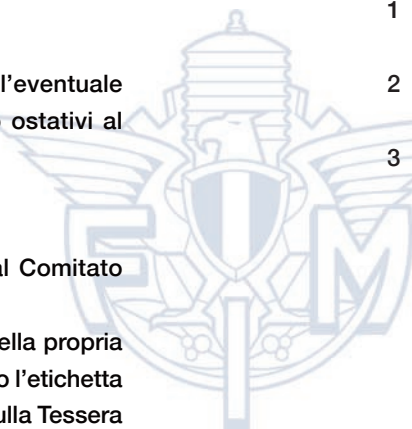 1
l'eventuale
2
ostativi al
3
al Comitato
ella propria
o l'etichetta
ulla Tessera
F M